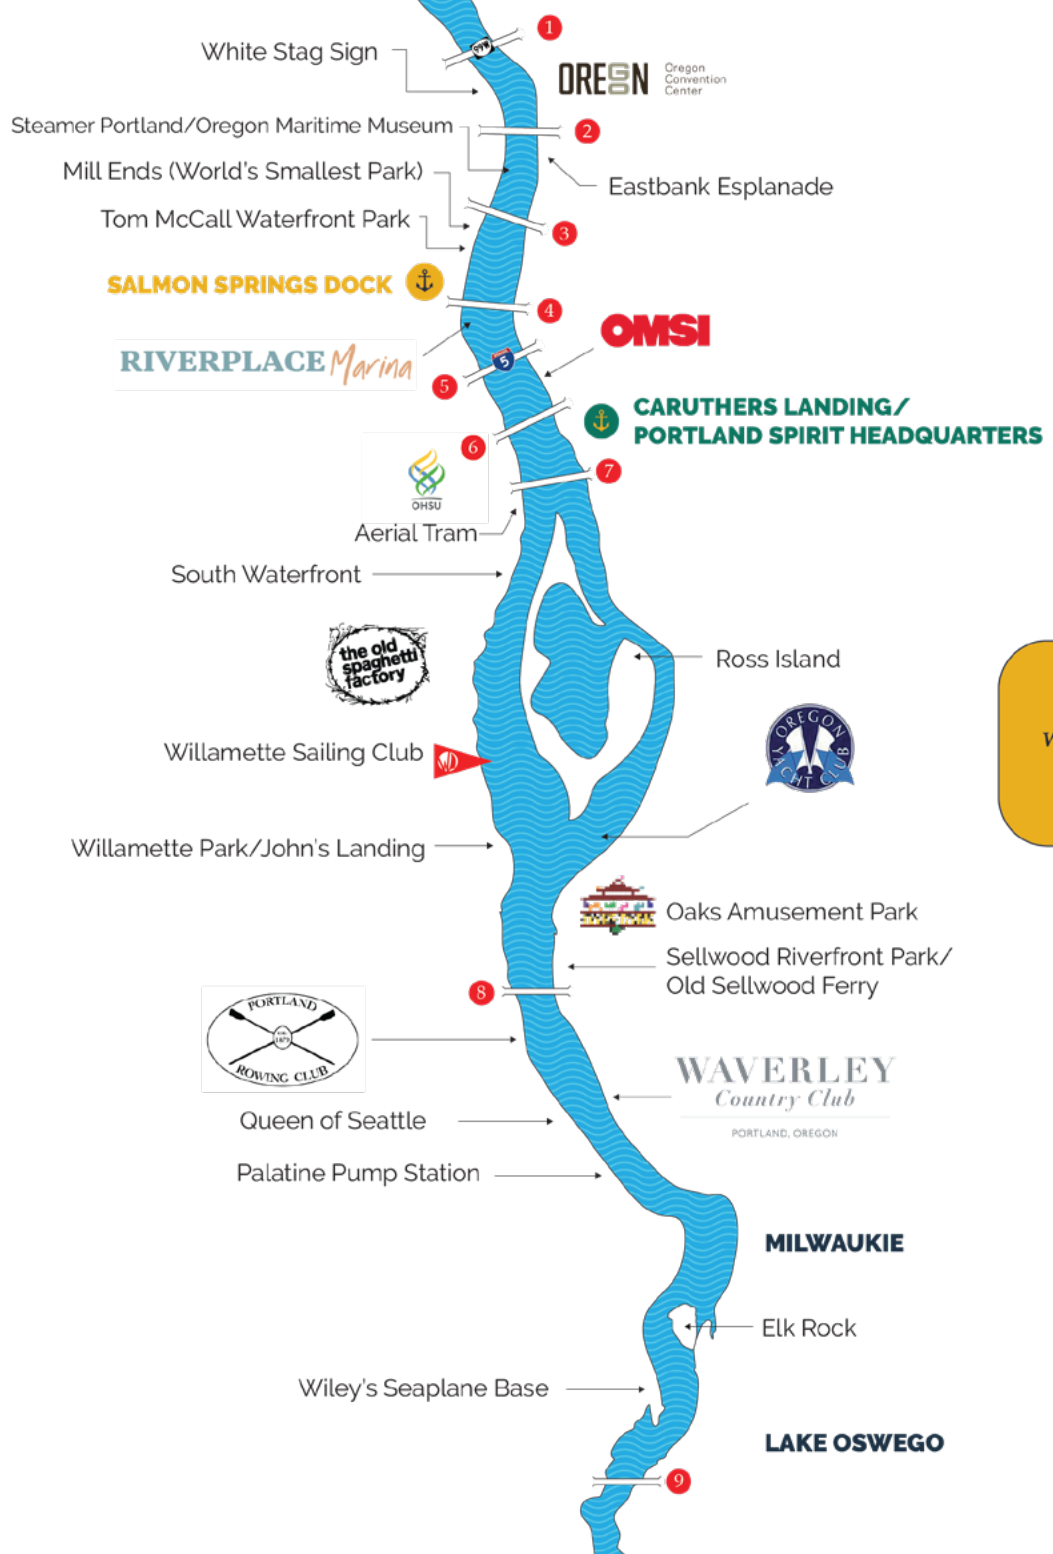 1
99W
White Stag Sign
OREGON
Oregon
Convention
Center
Steamer Portland/Oregon Maritime Museum
2
Mill Ends (World's Smallest Park)
Eastbank Esplanade
Tom McCall Waterfront Park
3
SALMON SPRINGS DOCK
4
OMSI
RIVERPLACE Marina
5
5
CARUTHERS LANDING/
PORTLAND SPIRIT HEADQUARTERS
6
7
OHSU
Aerial Tram
South Waterfront
the old
spaghetti
factory
Ross Island
OREGON
YACHT CLUB
Willamette Sailing Club
Willamette Park/John's Landing
Oaks Amusement Park
Sellwood Riverfront Park/
Old Sellwood Ferry
8
PORTLAND
1879
ROWING CLUB
WAVERLEY
Country Club
PORTLAND, OREGON
Queen of Seattle
Palatine Pump Station
MILWAUKIE
Elk Rock
Wiley's Seaplane Base
LAKE OSWEGO
9